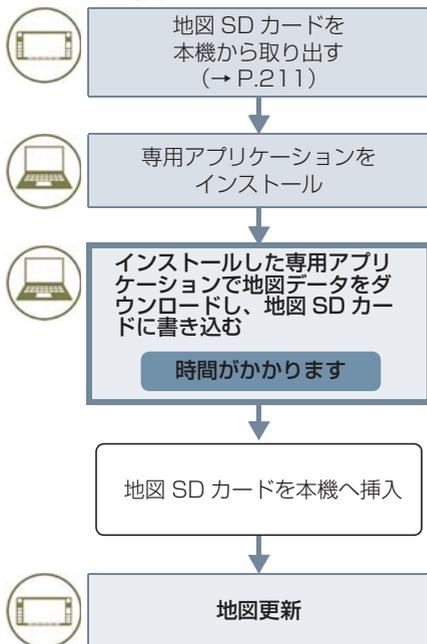 地図 SD カードを
本機から取り出す
(→ P.211)
専用アプリケーションを
インストール
インストールした専用アプリ
ケーションで地図データをダ
ウンロードし、地図 SD カー
ドに書き込む
時間がかかります
地図 SD カードを本機へ挿入
地図更新